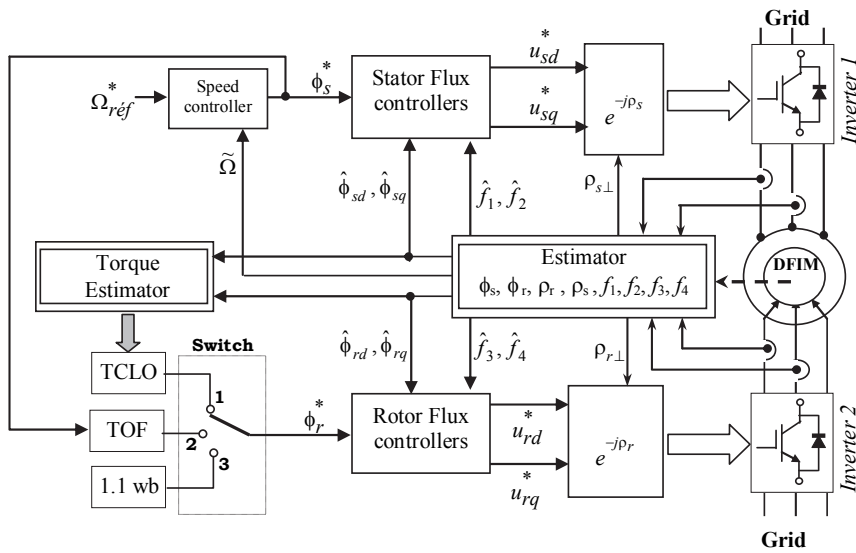 Grid
Inverter 1
Ω*réf
Speed
controller
ϕ*s
Stator Flux
controllers
u*sd
u*sq
e^-jρs
Ω̃
ϕ̂sd , ϕ̂sq
f̂1 , f̂2
ρs⊥
Torque
Estimator
Estimator
ϕs, ϕr, ρr , ρs , f1, f2, f3, f4
DFIM
ϕ̂rd , ϕ̂rq
f̂3 , f̂4
ρr⊥
Switch
TCLO
1
TOF
2
3
1.1 wb
ϕ*r
Rotor Flux
controllers
u*rd
u*rq
e^-jρr
Inverter 2
Grid